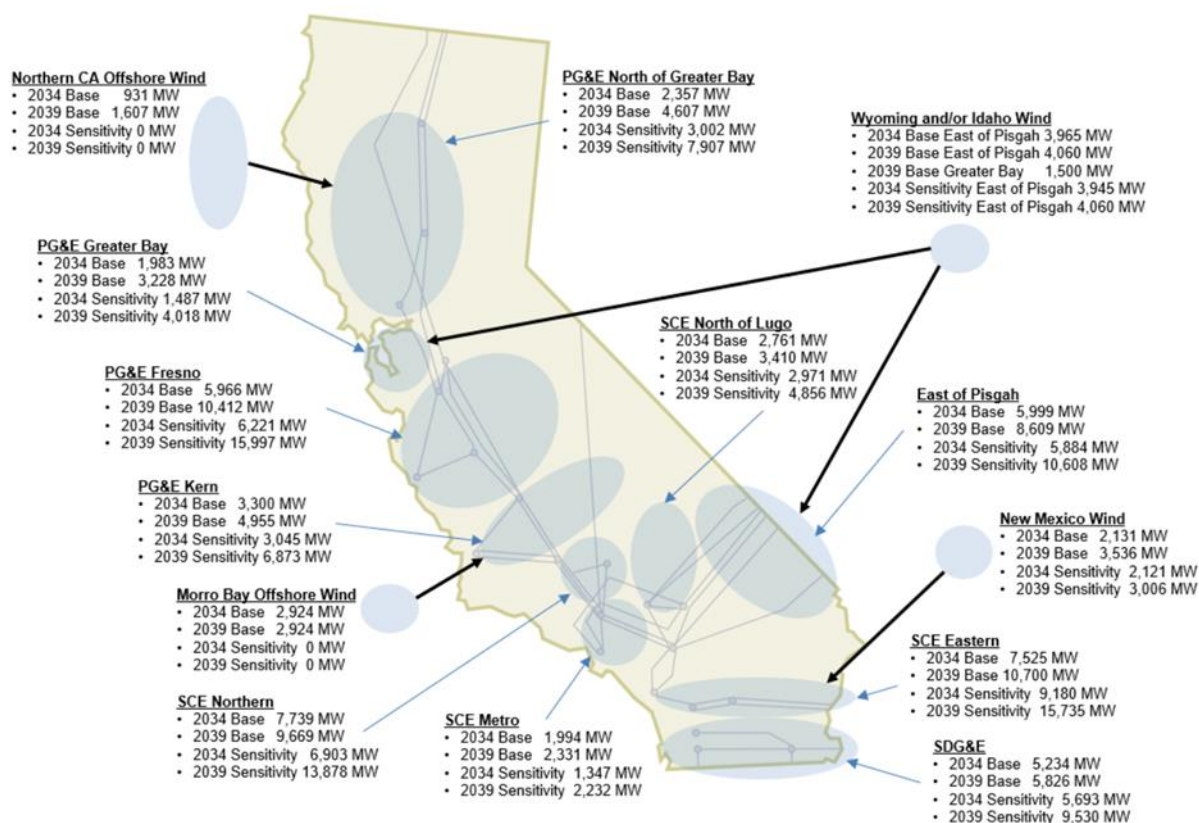 Northern CA Offshore Wind
• 2034 Base 931 MW
• 2039 Base 1,607 MW
• 2034 Sensitivity 0 MW
• 2039 Sensitivity 0 MW
PG&E North of Greater Bay
• 2034 Base 2,357 MW
• 2039 Base 4,607 MW
• 2034 Sensitivity 3,002 MW
• 2039 Sensitivity 7,907 MW
Wyoming and/or Idaho Wind
• 2034 Base East of Pisgah 3,965 MW
• 2039 Base East of Pisgah 4,060 MW
• 2039 Base Greater Bay 1,500 MW
• 2034 Sensitivity East of Pisgah 3,945 MW
• 2039 Sensitivity East of Pisgah 4,060 MW
PG&E Greater Bay
• 2034 Base 1,983 MW
• 2039 Base 3,228 MW
• 2034 Sensitivity 1,487 MW
• 2039 Sensitivity 4,018 MW
SCE North of Lugo
• 2034 Base 2,761 MW
• 2039 Base 3,410 MW
• 2034 Sensitivity 2,971 MW
• 2039 Sensitivity 4,856 MW
PG&E Fresno
• 2034 Base 5,966 MW
• 2039 Base 10,412 MW
• 2034 Sensitivity 6,221 MW
• 2039 Sensitivity 15,997 MW
East of Pisgah
• 2034 Base 5,999 MW
• 2039 Base 8,609 MW
• 2034 Sensitivity 5,884 MW
• 2039 Sensitivity 10,608 MW
PG&E Kern
• 2034 Base 3,300 MW
• 2039 Base 4,955 MW
• 2034 Sensitivity 3,045 MW
• 2039 Sensitivity 6,873 MW
New Mexico Wind
• 2034 Base 2,131 MW
• 2039 Base 3,536 MW
• 2034 Sensitivity 2,121 MW
• 2039 Sensitivity 3,006 MW
Morro Bay Offshore Wind
• 2034 Base 2,924 MW
• 2039 Base 2,924 MW
• 2034 Sensitivity 0 MW
• 2039 Sensitivity 0 MW
SCE Eastern
• 2034 Base 7,525 MW
• 2039 Base 10,700 MW
• 2034 Sensitivity 9,180 MW
• 2039 Sensitivity 15,735 MW
SCE Northern
• 2034 Base 7,739 MW
• 2039 Base 9,669 MW
• 2034 Sensitivity 6,903 MW
• 2039 Sensitivity 13,878 MW
SCE Metro
• 2034 Base 1,994 MW
• 2039 Base 2,331 MW
• 2034 Sensitivity 1,347 MW
• 2039 Sensitivity 2,232 MW
SDG&E
• 2034 Base 5,234 MW
• 2039 Base 5,826 MW
• 2034 Sensitivity 5,693 MW
• 2039 Sensitivity 9,530 MW